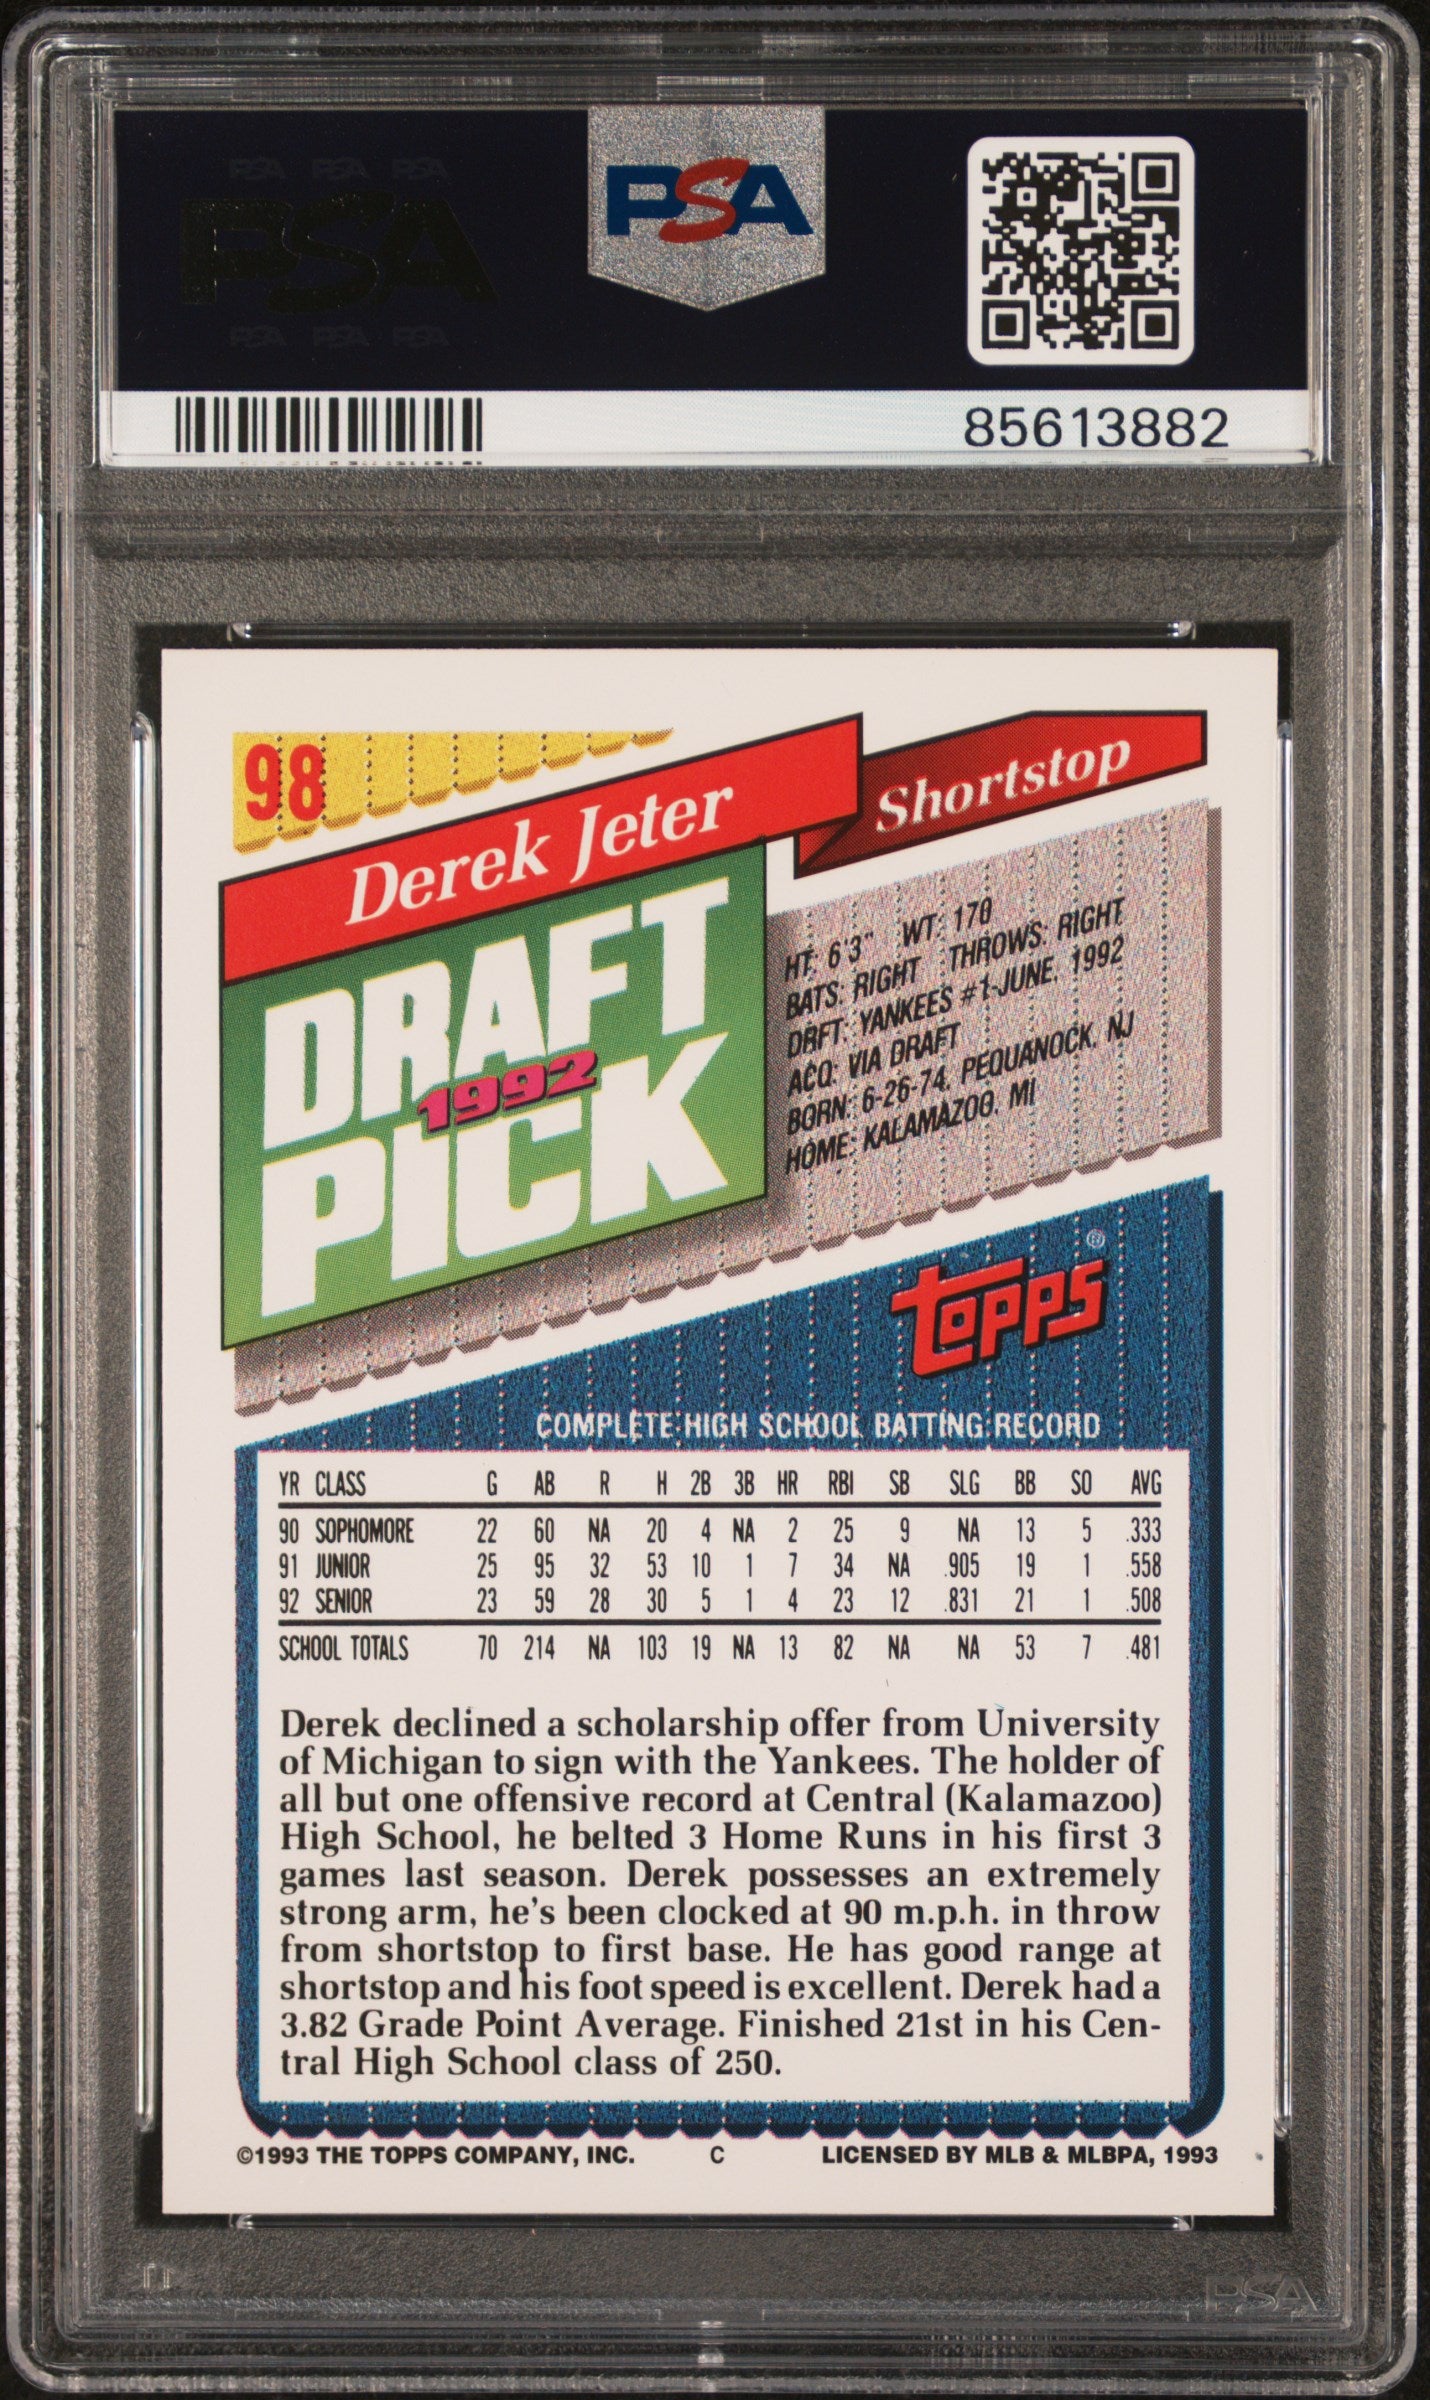 PSA PSA PSA
PSA
PSA PSA PSA
PSA
85613882
98
Derek Jeter
Shortstop
DRAFT
1992
PICK
HT: 6'3" WT: 170
BATS: RIGHT THROWS: RIGHT
DRFT: YANKEES #1-JUNE, 1992
ACQ: VIA DRAFT
BORN: 6-26-74, PEQUANOCK, NJ
HOME: KALAMAZOO, MI
topps®
COMPLETE HIGH SCHOOL BATTING RECORD
YR CLASS G AB R H 2B 3B HR RBI SB SLG BB SO AVG
90 SOPHOMORE 22 60 NA 20 4 NA 2 25 9 NA 13 5 .333
91 JUNIOR 25 95 32 53 10 1 7 34 NA .905 19 1 .558
92 SENIOR 23 59 28 30 5 1 4 23 12 .831 21 1 .508
SCHOOL TOTALS 70 214 NA 103 19 NA 13 82 NA NA 53 7 .481
Derek declined a scholarship offer from University
of Michigan to sign with the Yankees. The holder of
all but one offensive record at Central (Kalamazoo)
High School, he belted 3 Home Runs in his first 3
games last season. Derek possesses an extremely
strong arm, he's been clocked at 90 m.p.h. in throw
from shortstop to first base. He has good range at
shortstop and his foot speed is excellent. Derek had a
3.82 Grade Point Average. Finished 21st in his Cen-
tral High School class of 250.
©1993 THE TOPPS COMPANY, INC. C LICENSED BY MLB & MLBPA, 1993
PSA